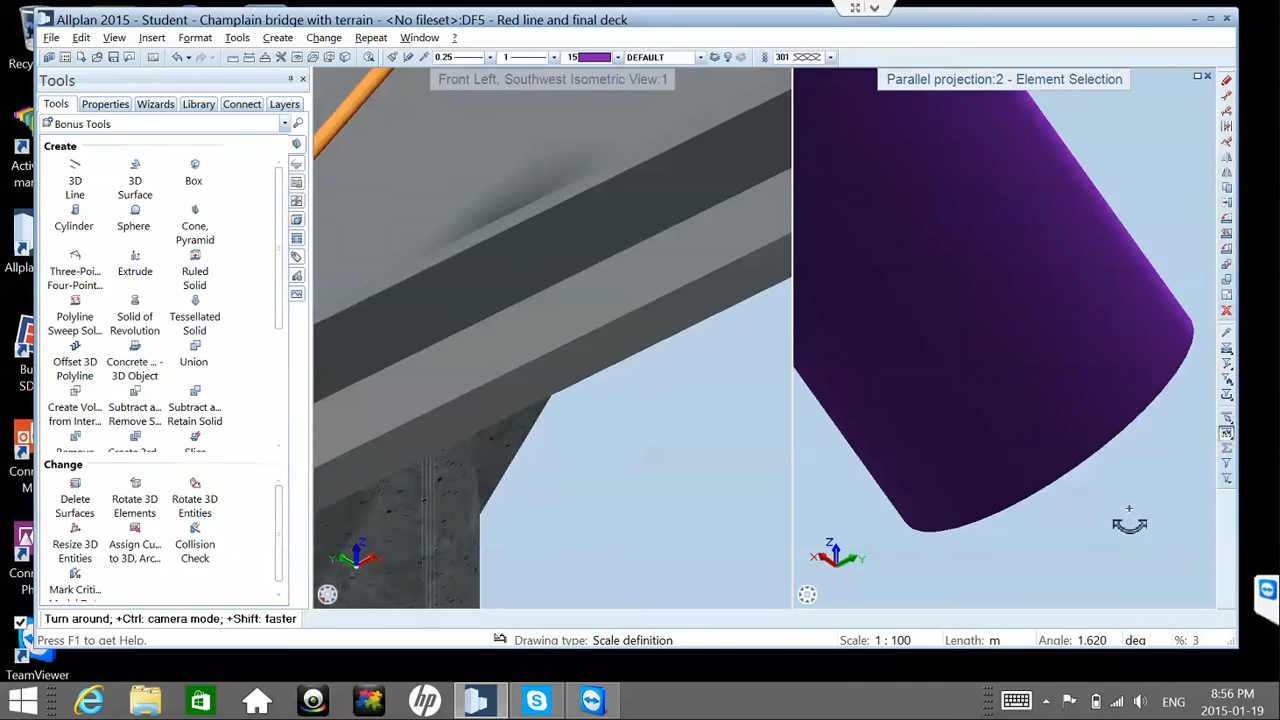 Allplan 2015 - Student - Champlain bridge with terrain - <No fileset>:DF5 - Red line and final deck
File Edit View Insert Format Tools Create Change Repeat Window ?
0.25 1 15 DEFAULT 301
Tools
Front Left, Southwest Isometric View:1
Parallel projection:2 - Element Selection
Tools Properties Wizards Library Connect Layers
Bonus Tools
Create
3D Line
3D Surface
Box
Cylinder
Sphere
Cone, Pyramid
Three-Poi... Four-Point...
Extrude
Ruled Solid
Polyline Sweep Sol...
Solid of Revolution
Tessellated Solid
Offset 3D Polyline
Concrete ... - 3D Object
Union
Create Vol... from Inter...
Subtract a... Remove S...
Subtract a... Retain Solid
Change
Delete Surfaces
Rotate 3D Elements
Rotate 3D Entities
Resize 3D Entities
Assign Cu... to 3D, Arc...
Collision Check
Mark Criti...
Z
Y
X
Z
X
Y
Turn around; +Ctrl: camera mode; +Shift: faster
Press F1 to get Help.
Drawing type: Scale definition
Scale: 1 : 100
Length: m
Angle: 1.620 deg
%: 3
TeamViewer
hp
ENG
8:56 PM
2015-01-19